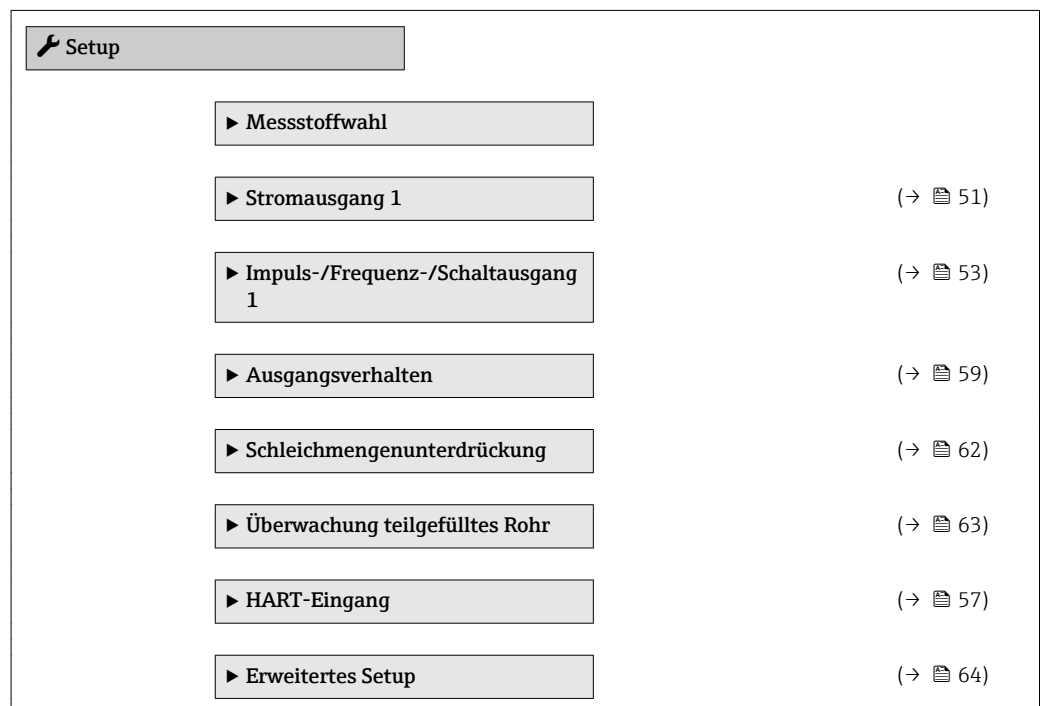 Setup
▶ Messstoffwahl
▶ Stromausgang 1 (→ 51)
▶ Impuls-/Frequenz-/Schaltausgang (→ 53)
1
▶ Ausgangsverhalten (→ 59)
▶ Schleichmengenunterdrückung (→ 62)
▶ Überwachung teilgefülltes Rohr (→ 63)
▶ HART-Eingang (→ 57)
▶ Erweitertes Setup (→ 64)